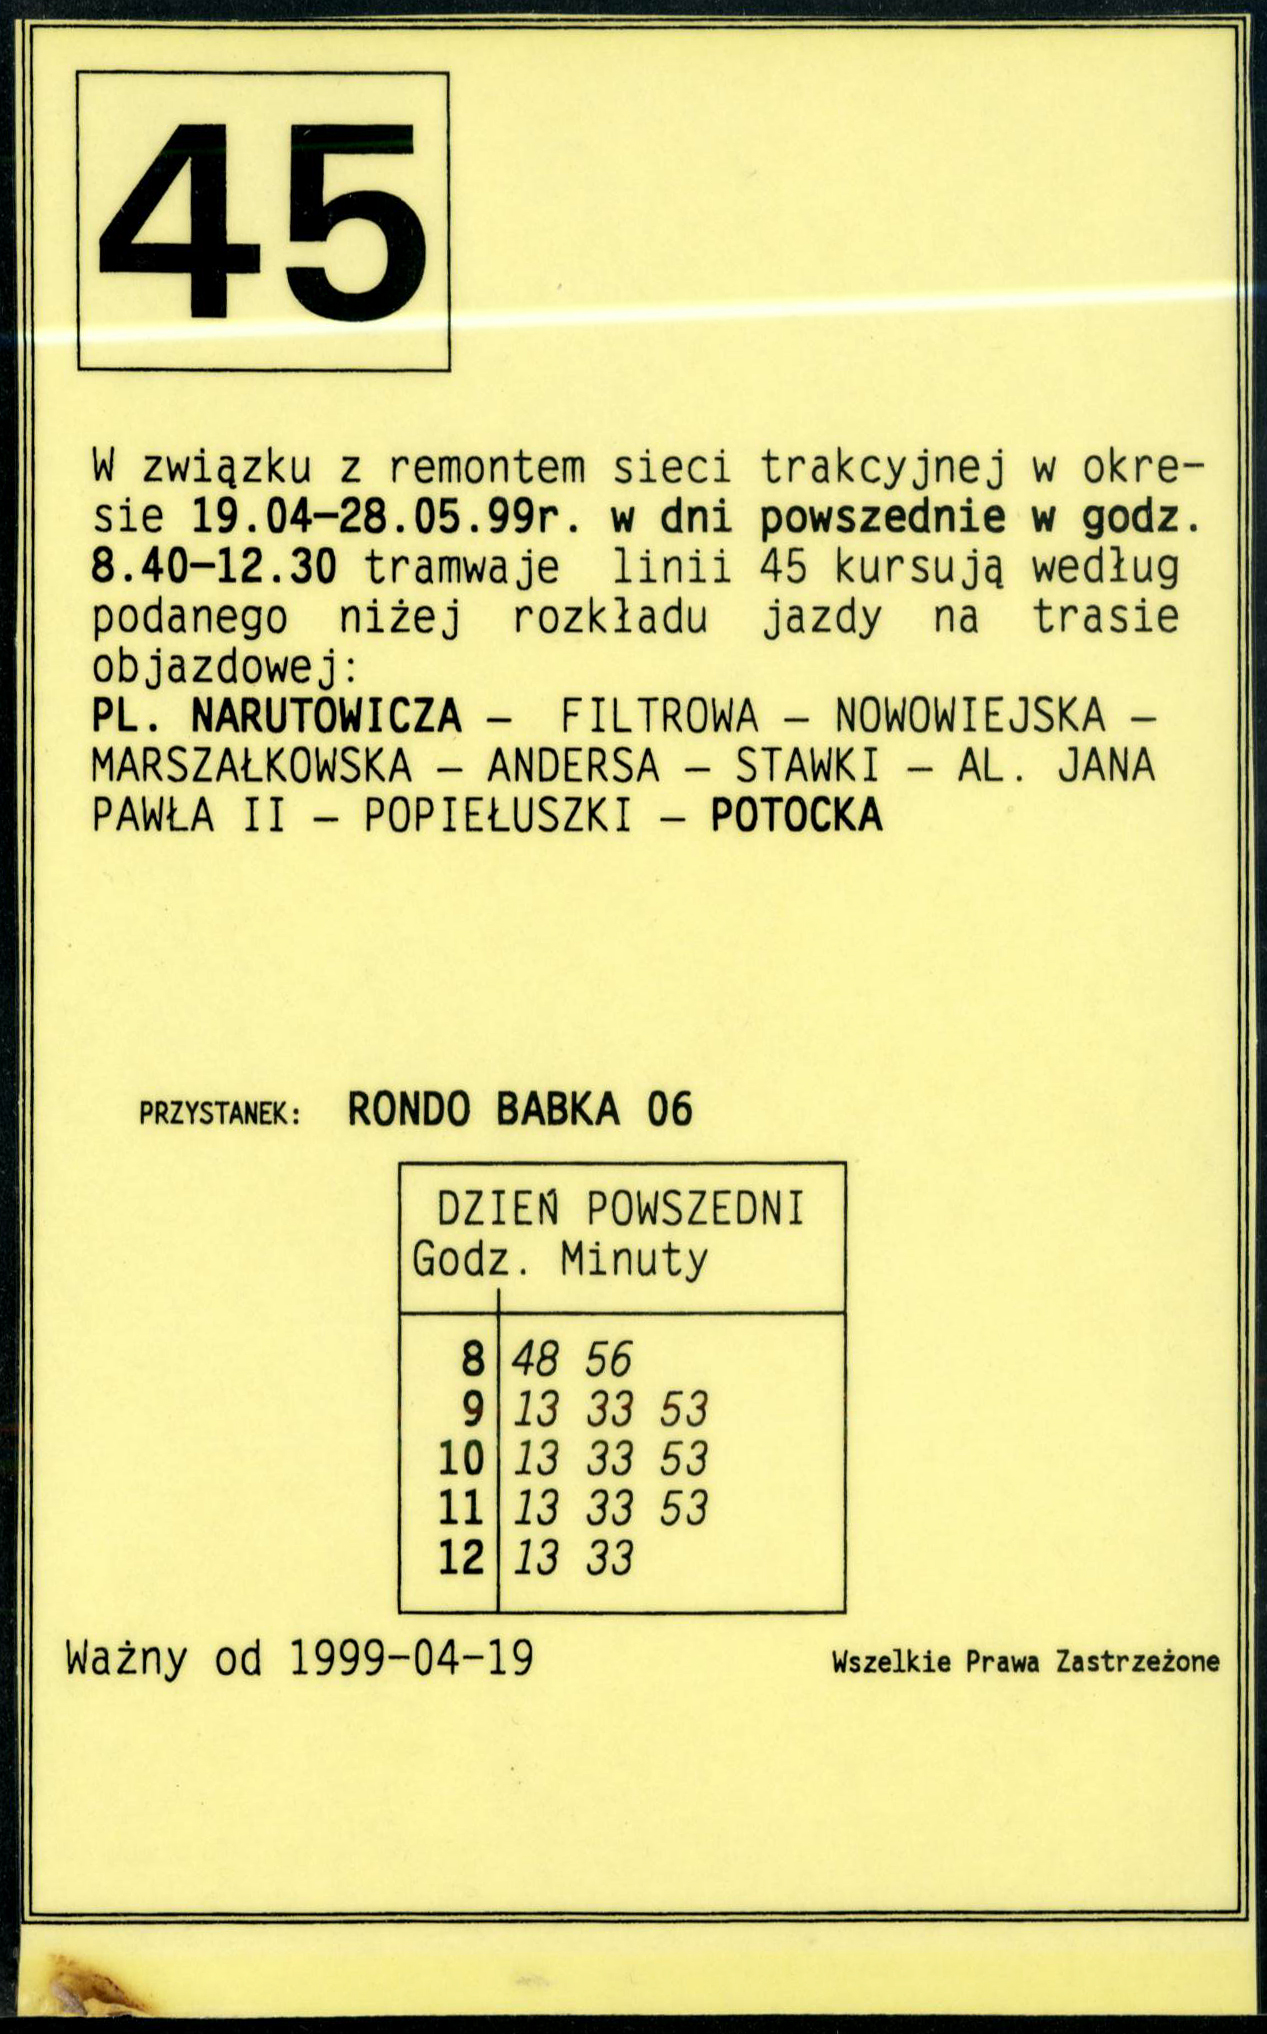 45
W związku z remontem sieci trakcyjnej w okre-
sie 19.04-28.05.99r. w dni powszednie w godz.
8.40-12.30 tramwaje linii 45 kursują według
podanego niżej rozkładu jazdy na trasie
objazdowej:
PL. NARUTOWICZA - FILTROWA - NOWOWIEJSKA -
MARSZAŁKOWSKA - ANDERSA - STAWKI - AL. JANA
PAWŁA II - POPIEŁUSZKI - POTOCKA
PRZYSTANEK: RONDO BABKA 06
DZIEŃ POWSZEDNI
Godz. Minuty
8 48 56
9 13 33 53
10 13 33 53
11 13 33 53
12 13 33
Ważny od 1999-04-19 Wszelkie Prawa Zastrzeżone